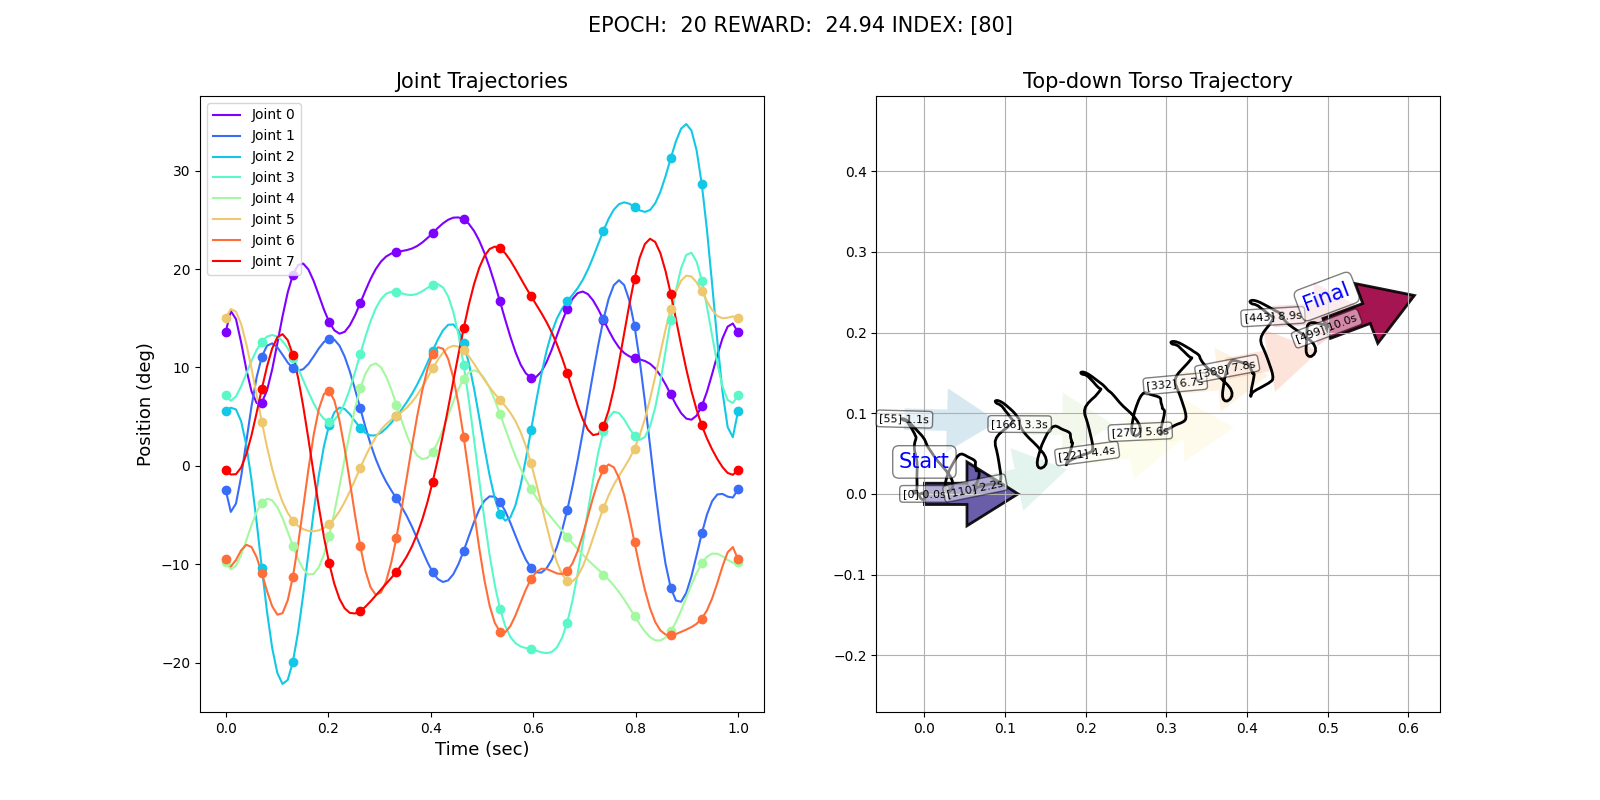 EPOCH:  20 REWARD:  24.94 INDEX: [80]
Joint Trajectories
Joint 0
Joint 1
Joint 2
Joint 3
Joint 4
Joint 5
Joint 6
Joint 7
30
20
10
0
−10
−20
Position (deg)
0.0 0.2 0.4 0.6 0.8 1.0
Time (sec)
Top-down Torso Trajectory
0.4
0.3
0.2
0.1
0.0
−0.1
−0.2
0.0 0.1 0.2 0.3 0.4 0.5 0.6
Start
Final
[0] 0.0s
[55] 1.1s
[110] 2.2s
[166] 3.3s
[221] 4.4s
[277] 5.6s
[332] 6.7s
[388] 7.8s
[443] 8.9s
[499] 10.0s